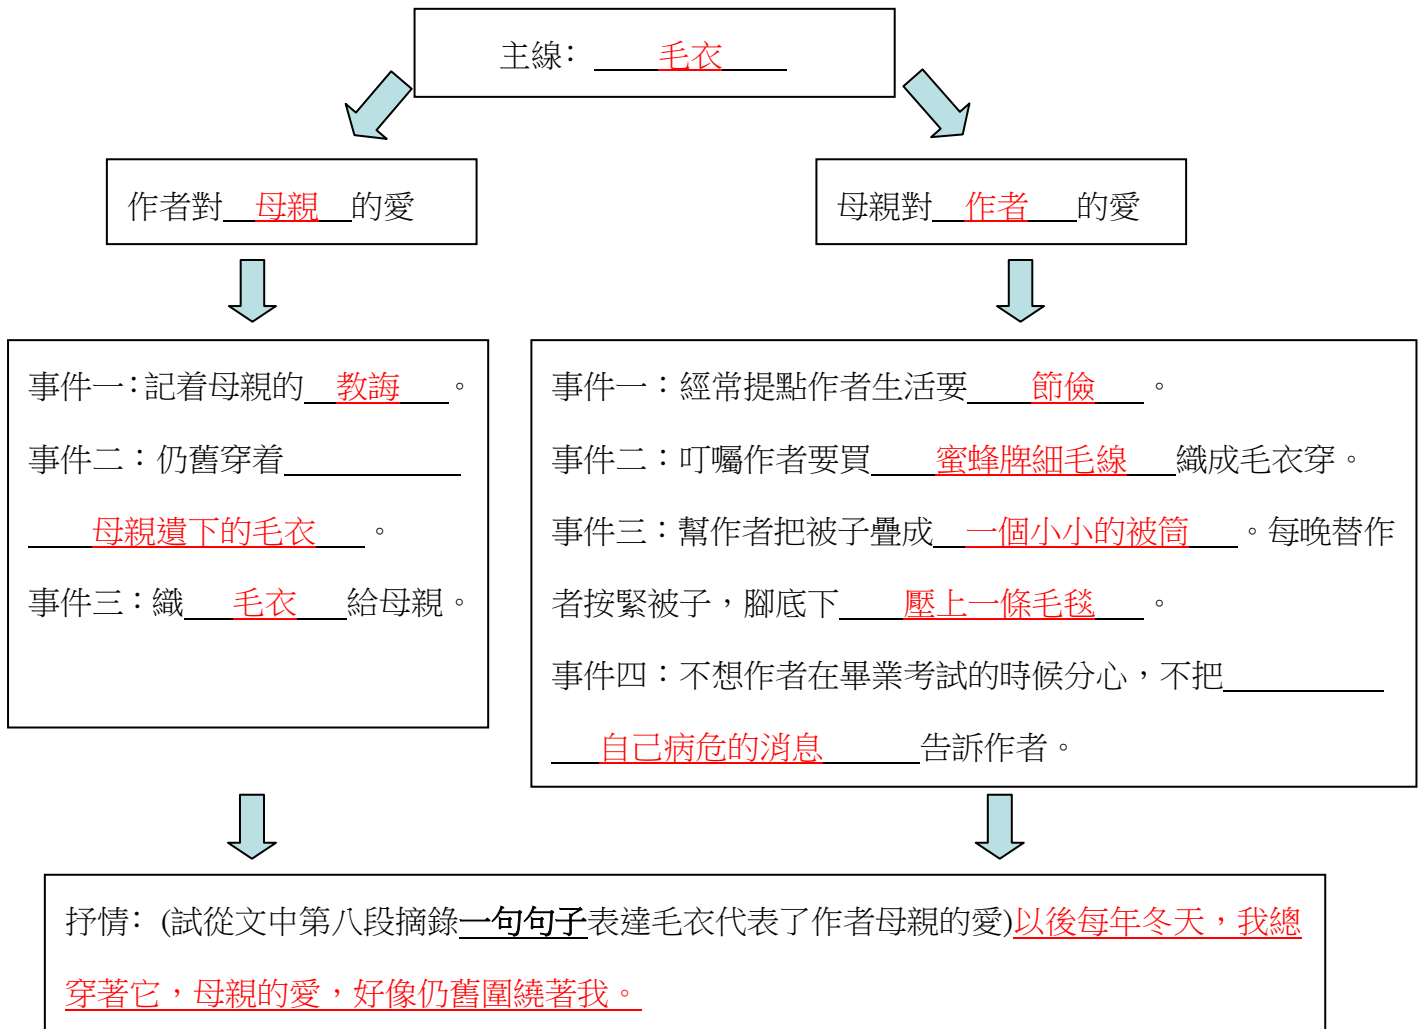 主線：毛衣
作者對母親的愛
母親對作者的愛
事件一：記着母親的教誨。
事件二：仍舊穿着
母親遺下的毛衣。
事件三：織毛衣給母親。
事件一：經常提點作者生活要節儉。
事件二：叮囑作者要買蜜蜂牌細毛線織成毛衣穿。
事件三：幫作者把被子疊成一個小小的被筒。每晚替作
者按緊被子，腳底下壓上一條毛毯。
事件四：不想作者在畢業考試的時候分心，不把
自己病危的消息告訴作者。
抒情：(試從文中第八段摘錄一句句子表達毛衣代表了作者母親的愛)以後每年冬天，我總
穿著它，母親的愛，好像仍舊圍繞著我。